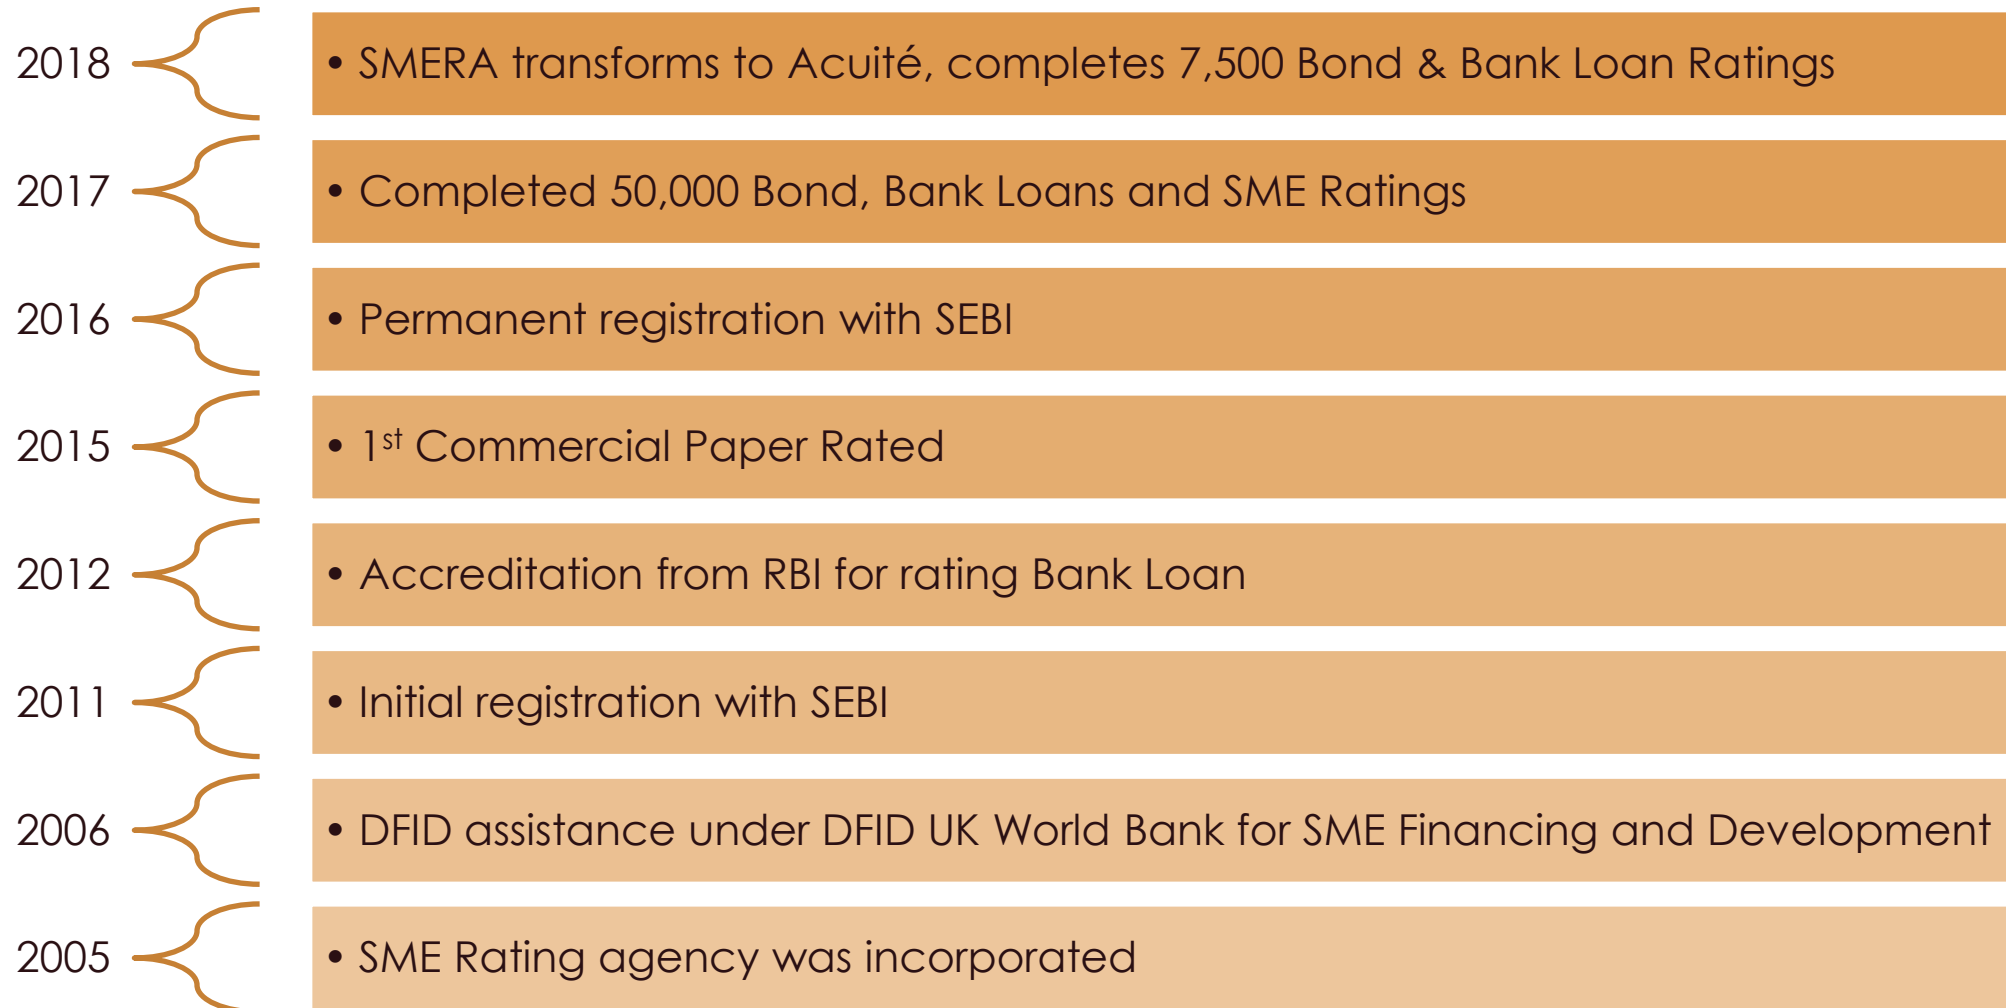 2018
• SMERA transforms to Acuité, completes 7,500 Bond & Bank Loan Ratings
2017
• Completed 50,000 Bond, Bank Loans and SME Ratings
2016
• Permanent registration with SEBI
2015
• 1st Commercial Paper Rated
2012
• Accreditation from RBI for rating Bank Loan
2011
• Initial registration with SEBI
2006
• DFID assistance under DFID UK World Bank for SME Financing and Development
2005
• SME Rating agency was incorporated